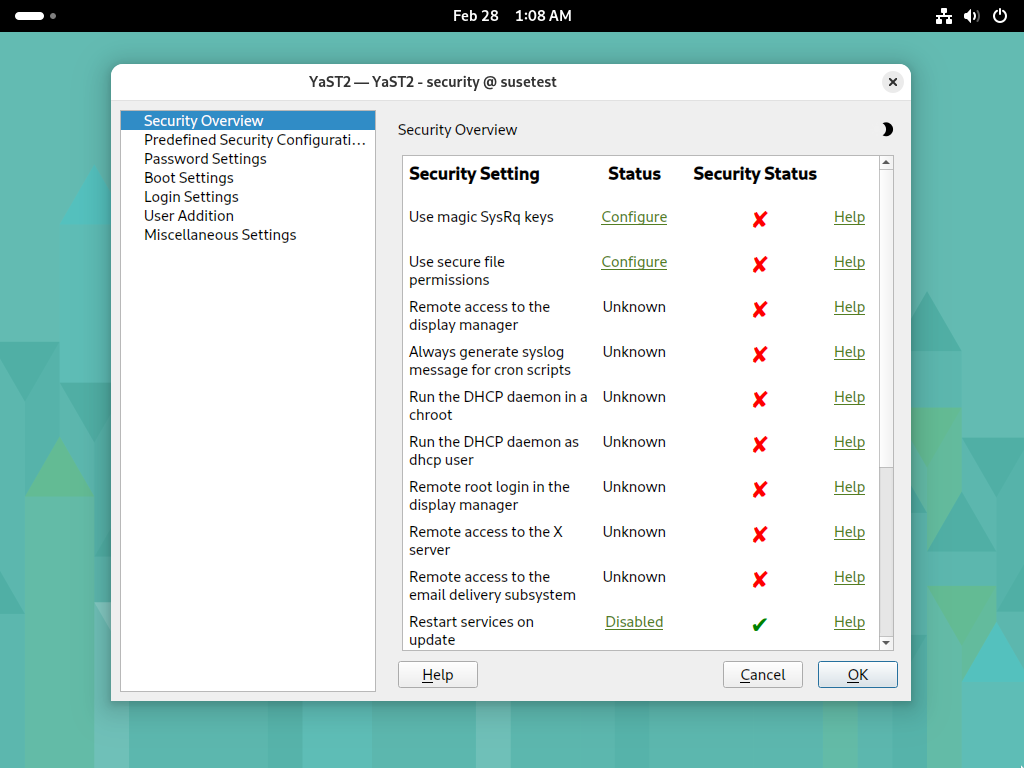 Feb 28 1:08 AM
YaST2 — YaST2 - security @ susetest
Security Overview
Predefined Security Configurati...
Password Settings
Boot Settings
Login Settings
User Addition
Miscellaneous Settings
Security Overview
Security Setting Status Security Status
Use magic SysRq keys Configure ✘ Help
Use secure file Configure ✘ Help
permissions
Remote access to the Unknown ✘ Help
display manager
Always generate syslog Unknown ✘ Help
message for cron scripts
Run the DHCP daemon in a Unknown ✘ Help
chroot
Run the DHCP daemon as Unknown ✘ Help
dhcp user
Remote root login in the Unknown ✘ Help
display manager
Remote access to the X Unknown ✘ Help
server
Remote access to the Unknown ✘ Help
email delivery subsystem
Restart services on Disabled ✔ Help
update
Help Cancel OK